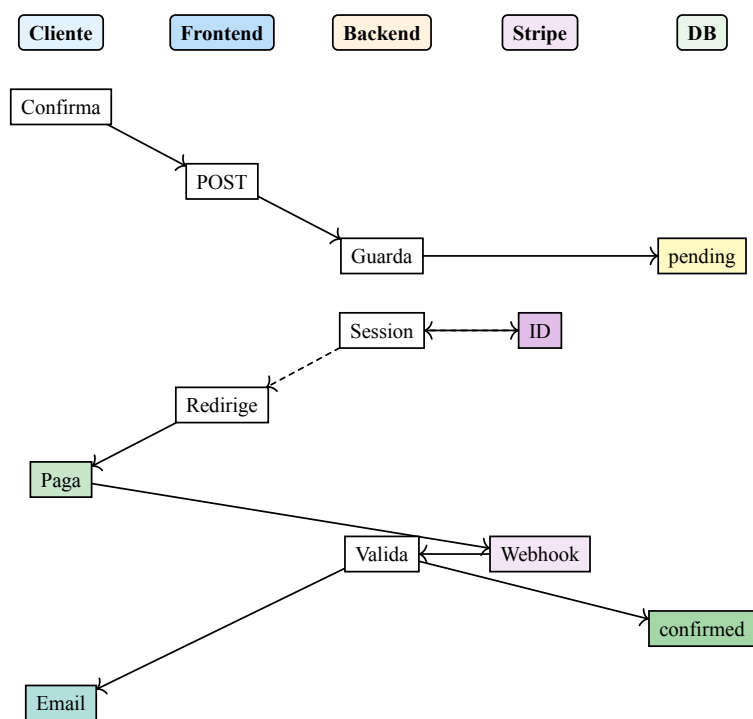 Cliente Frontend Backend Stripe DB
Confirma
POST
Guarda pending
Session ID
Redirige
Paga
Valida Webhook
confirmed
Email